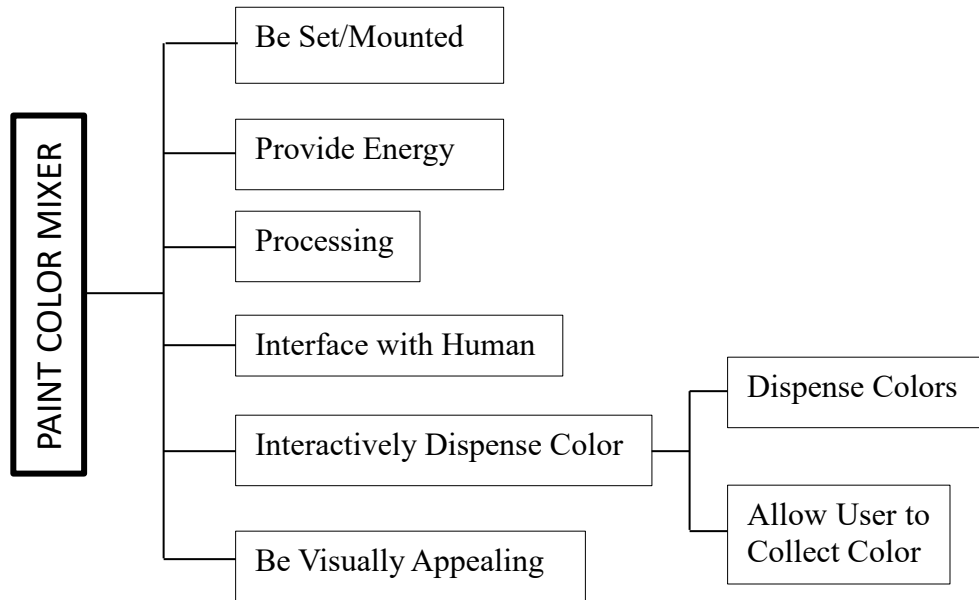 PAINT COLOR MIXER
Be Set/Mounted
Provide Energy
Processing
Interface with Human
Interactively Dispense Color
Be Visually Appealing
Dispense Colors
Allow User to
Collect Color